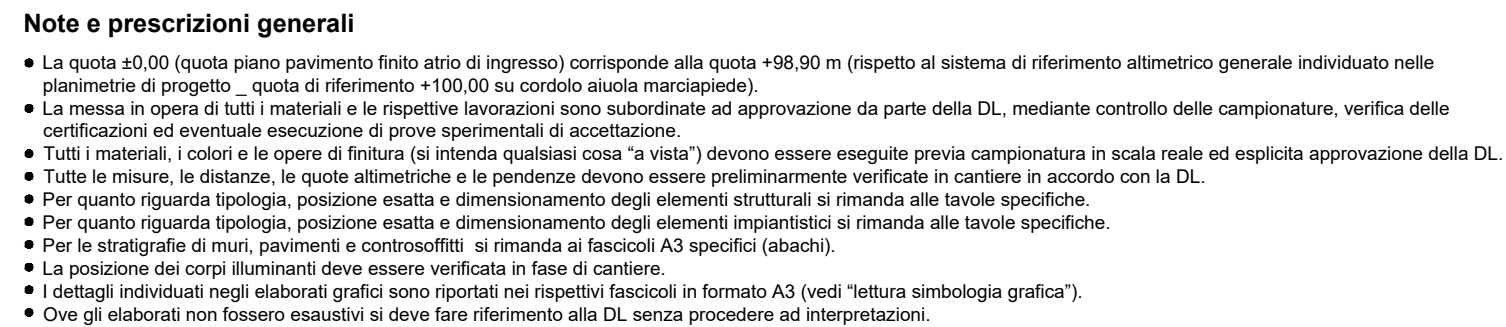 Note e prescrizioni generali
● La quota ±0,00 (quota piano pavimento finito atrio di ingresso) corrisponde alla quota +98,90 m (rispetto al sistema di riferimento altimetrico generale individuato nelle
planimetrie di progetto _ quota di riferimento +100,00 su cordolo aiuola marciapiede).
● La messa in opera di tutti i materiali e le rispettive lavorazioni sono subordinate ad approvazione da parte della DL, mediante controllo delle campionature, verifica delle
certificazioni ed eventuale esecuzione di prove sperimentali di accettazione.
● Tutti i materiali, i colori e le opere di finitura (si intenda qualsiasi cosa “a vista”) devono essere eseguite previa campionatura in scala reale ed esplicita approvazione della DL.
● Tutte le misure, le distanze, le quote altimetriche e le pendenze devono essere preliminarmente verificate in cantiere in accordo con la DL.
● Per quanto riguarda tipologia, posizione esatta e dimensionamento degli elementi strutturali si rimanda alle tavole specifiche.
● Per quanto riguarda tipologia, posizione esatta e dimensionamento degli elementi impiantistici si rimanda alle tavole specifiche.
● Per le stratigrafie di muri, pavimenti e controsoffitti  si rimanda ai fascicoli A3 specifici (abachi).
● La posizione dei corpi illuminanti deve essere verificata in fase di cantiere.
● I dettagli individuati negli elaborati grafici sono riportati nei rispettivi fascicoli in formato A3 (vedi “lettura simbologia grafica”).
● Ove gli elaborati non fossero esaustivi si deve fare riferimento alla DL senza procedere ad interpretazioni.